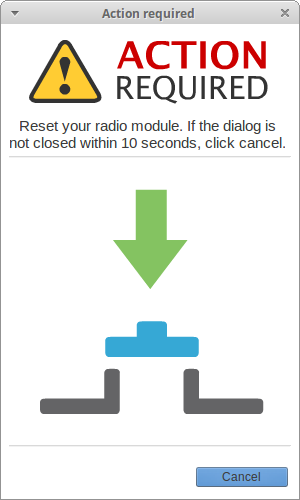 Action required
ACTION
REQUIRED
Reset your radio module. If the dialog is
not closed within 10 seconds, click cancel.
Cancel